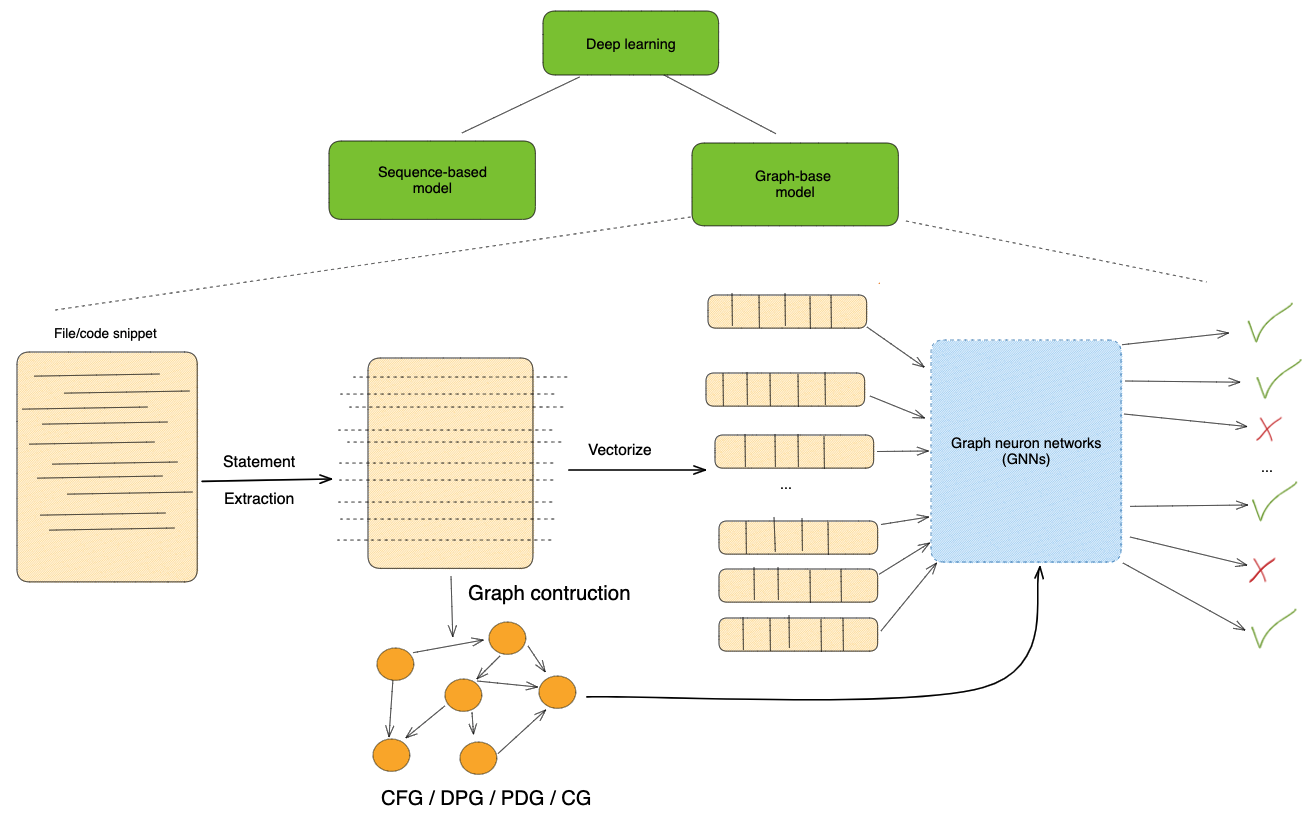 Deep learning
Sequence-based
model
Graph-base
model
File/code snippet
Statement
Extraction
Vectorize
...
Graph neuron networks
(GNNs)
...
Graph contruction
CFG / DPG / PDG / CG